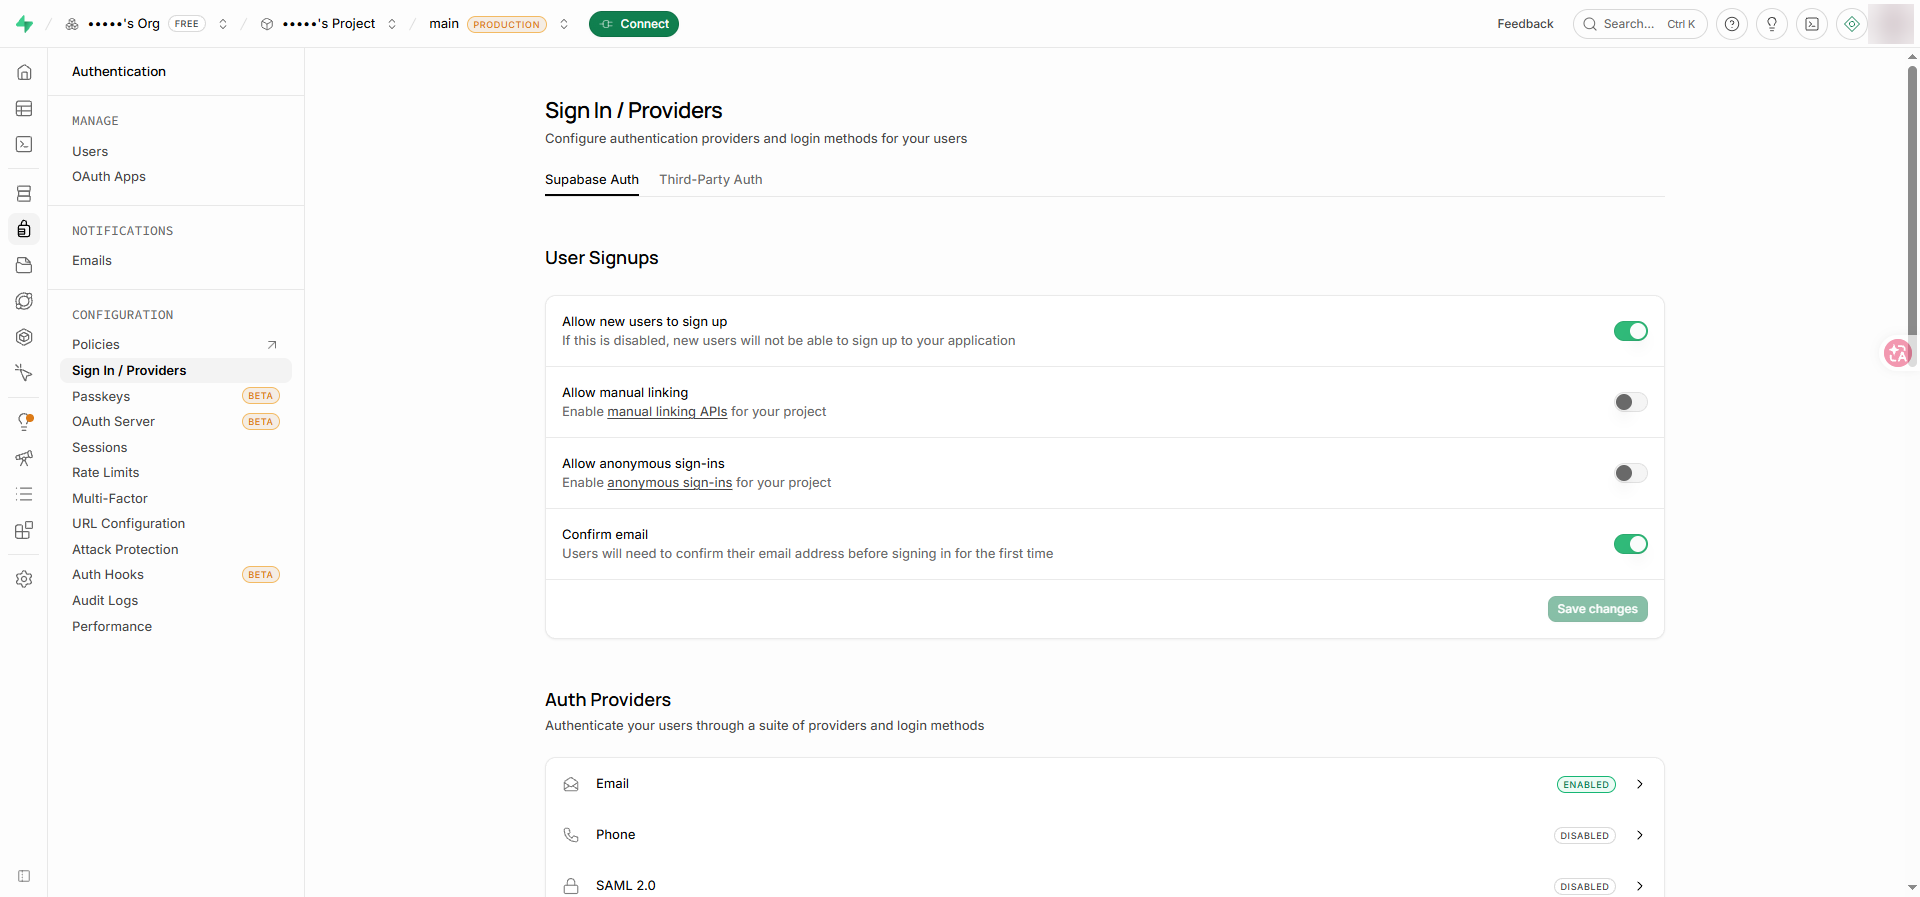 •••••'s Org FREE •••••'s Project main PRODUCTION Connect Feedback Search... Ctrl K
Authentication
MANAGE
Users
OAuth Apps
NOTIFICATIONS
Emails
CONFIGURATION
Policies
Sign In / Providers
Passkeys BETA
OAuth Server BETA
Sessions
Rate Limits
Multi-Factor
URL Configuration
Attack Protection
Auth Hooks BETA
Audit Logs
Performance
Sign In / Providers
Configure authentication providers and login methods for your users
Supabase Auth Third-Party Auth
User Signups
Allow new users to sign up
If this is disabled, new users will not be able to sign up to your application
Allow manual linking
Enable manual linking APIs for your project
Allow anonymous sign-ins
Enable anonymous sign-ins for your project
Confirm email
Users will need to confirm their email address before signing in for the first time
Save changes
Auth Providers
Authenticate your users through a suite of providers and login methods
Email ENABLED
Phone DISABLED
SAML 2.0 DISABLED